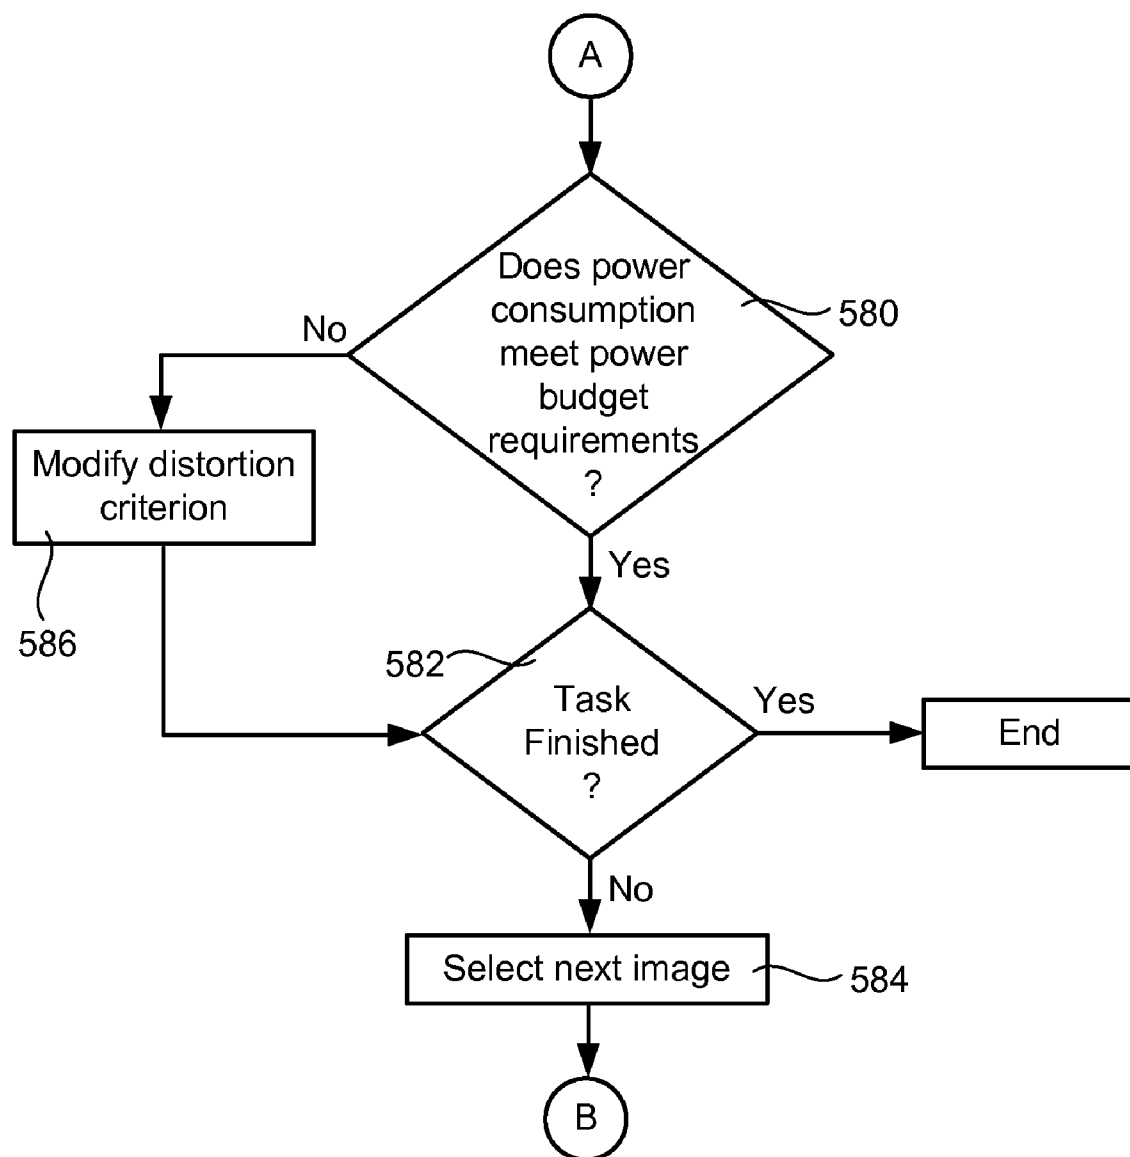 A
Does power
consumption
meet power
budget
requirements
?
580
No
Modify distortion
criterion
586
Yes
582
Task
Finished
?
Yes
End
No
Select next image
584
B